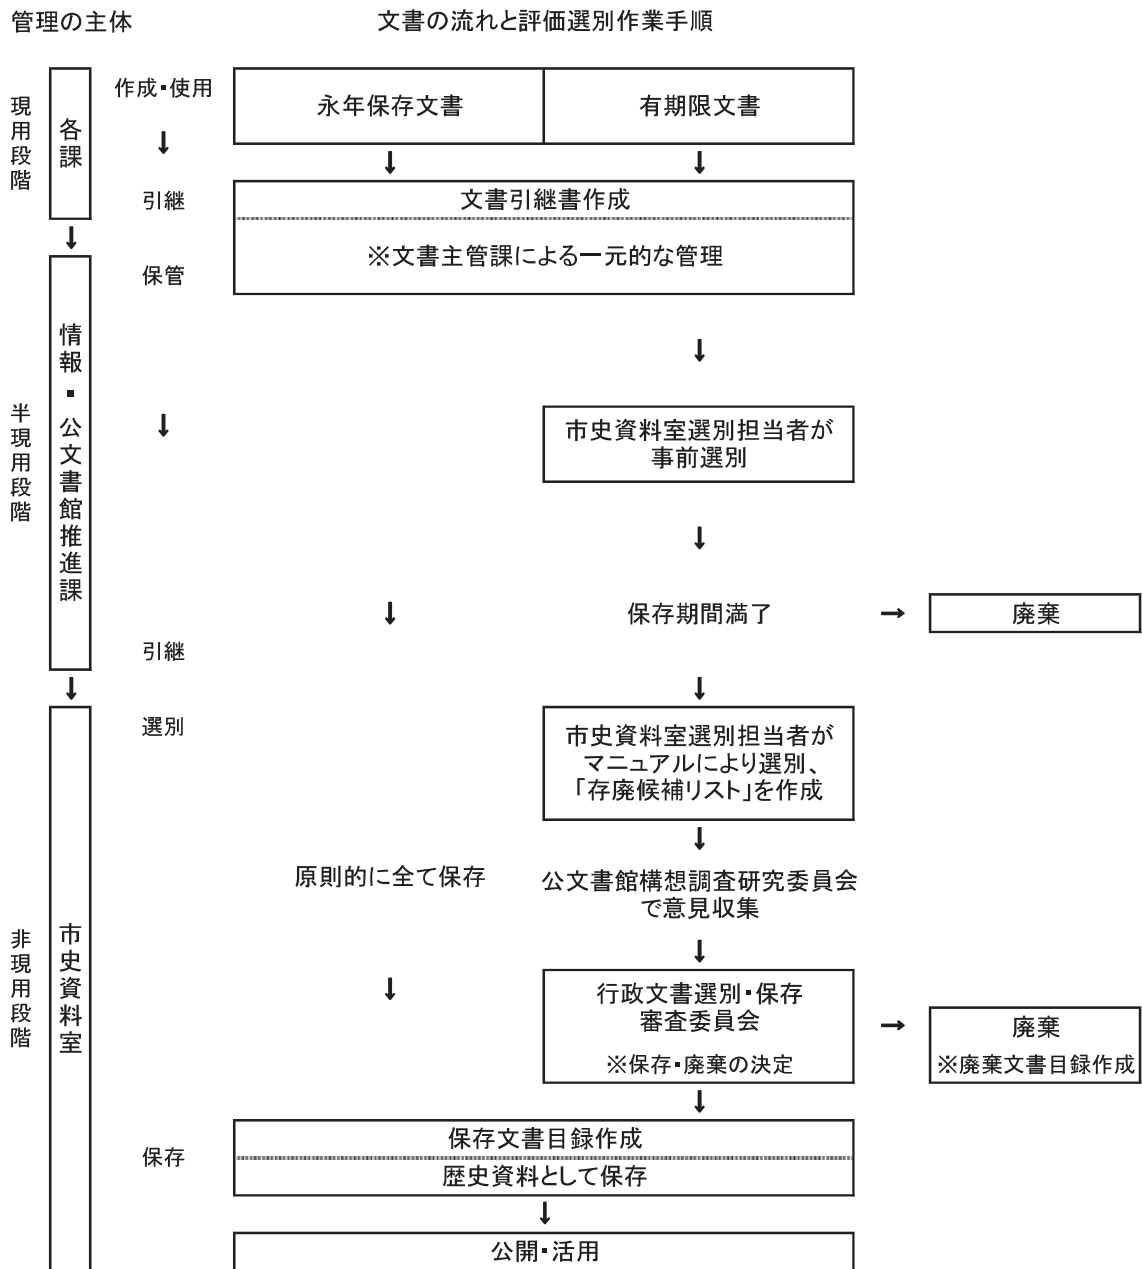 管理の主体
文書の流れと評価選別作業手順
現用段階
各課
作成・使用
永年保存文書
有期限文書
↓
↓
↓
引継
文書引継書作成
↓
※文書主管課による一元的な管理
保管
半現用段階
情報・公文書館推進課
↓
↓
市史資料室選別担当者が
事前選別
↓
↓
保存期間満了
→
廃棄
引継
↓
↓
非現用段階
市史資料室
選別
市史資料室選別担当者が
マニュアルにより選別、
「存廃候補リスト」を作成
↓
原則的に全て保存
公文書館構想調査研究委員会
で意見収集
↓
↓
行政文書選別・保存
審査委員会
※保存・廃棄の決定
→
廃棄
※廃棄文書目録作成
↓
保存
保存文書目録作成
歴史資料として保存
↓
公開・活用